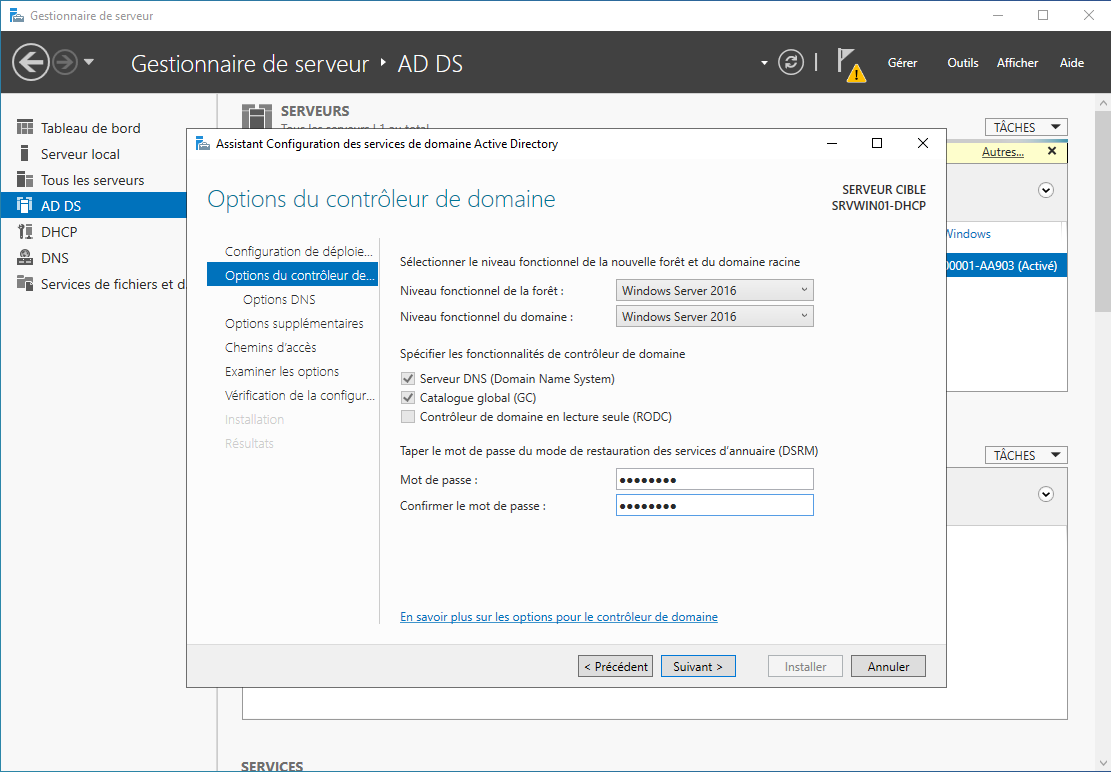 Gestionnaire de serveur
Gestionnaire de serveur ‣ AD DS
Gérer Outils Afficher Aide
Tableau de bord
Serveur local
Tous les serveurs
AD DS
DHCP
DNS
Services de fichiers et d
SERVEURS
Tous les serveurs | 1 au total
TÂCHES
Autres...
Windows
00001-AA903 (Activé)
Assistant Configuration des services de domaine Active Directory
Options du contrôleur de domaine
SERVEUR CIBLE
SRVWIN01-DHCP
Configuration de déploie...
Options du contrôleur de...
Options DNS
Options supplémentaires
Chemins d'accès
Examiner les options
Vérification de la configur...
Installation
Résultats
Sélectionner le niveau fonctionnel de la nouvelle forêt et du domaine racine
Niveau fonctionnel de la forêt : Windows Server 2016
Niveau fonctionnel du domaine : Windows Server 2016
Spécifier les fonctionnalités de contrôleur de domaine
Serveur DNS (Domain Name System)
Catalogue global (GC)
Contrôleur de domaine en lecture seule (RODC)
Taper le mot de passe du mode de restauration des services d'annuaire (DSRM)
Mot de passe : ●●●●●●●●
Confirmer le mot de passe : ●●●●●●●●
En savoir plus sur les options pour le contrôleur de domaine
< Précédent Suivant > Installer Annuler
TÂCHES
SERVICES